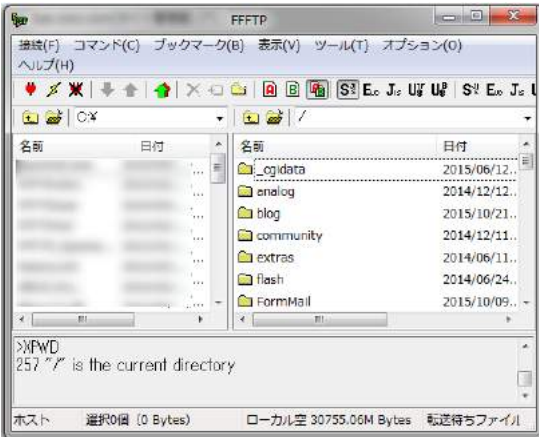 FFFTP
接続(F) コマンド(C) ブックマーク(B) 表示(V) ツール(T) オプション(O)
ヘルプ(H)
C:¥
/
名前 日付
名前 日付
_cgidata 2015/06/12..
analog 2014/12/12..
blog 2015/10/21..
community 2014/12/11..
extras 2014/06/11..
flash 2014/06/24..
FormMail 2015/10/09..
>XPWD
257 "/" is the current directory
ホスト 選択0個 (0 Bytes) ローカル空 30755.06M Bytes 転送待ちファイル